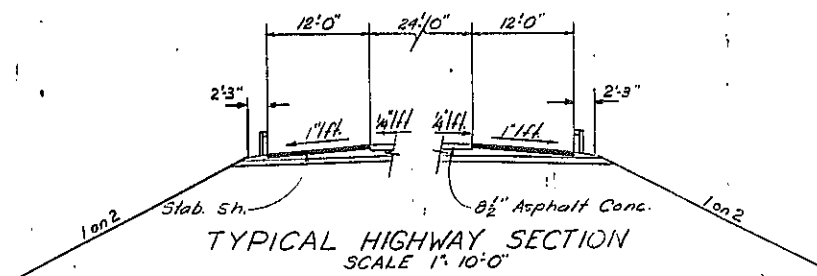 12'-0" 24'-0" 12'-0"
2'-3" 2'-3"
1"/ft. 1/4"/ft 1/4"/ft. 1"/ft.
Stab. Sh. 8½" Asphalt Conc.
1 on 2 1 on 2
TYPICAL HIGHWAY SECTION
SCALE 1"= 10'-0"